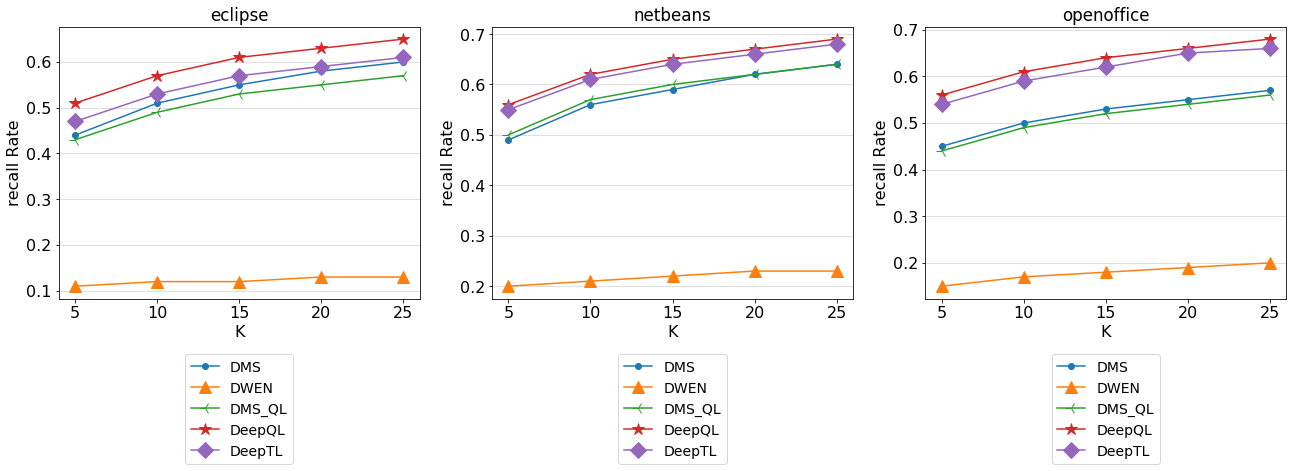 eclipse
recall Rate
0.6
0.5
0.4
0.3
0.2
0.1
5 10 15 20 25
K
DMS
DWEN
DMS_QL
DeepQL
DeepTL
netbeans
recall Rate
0.7
0.6
0.5
0.4
0.3
0.2
5 10 15 20 25
K
DMS
DWEN
DMS_QL
DeepQL
DeepTL
openoffice
recall Rate
0.7
0.6
0.5
0.4
0.3
0.2
5 10 15 20 25
K
DMS
DWEN
DMS_QL
DeepQL
DeepTL